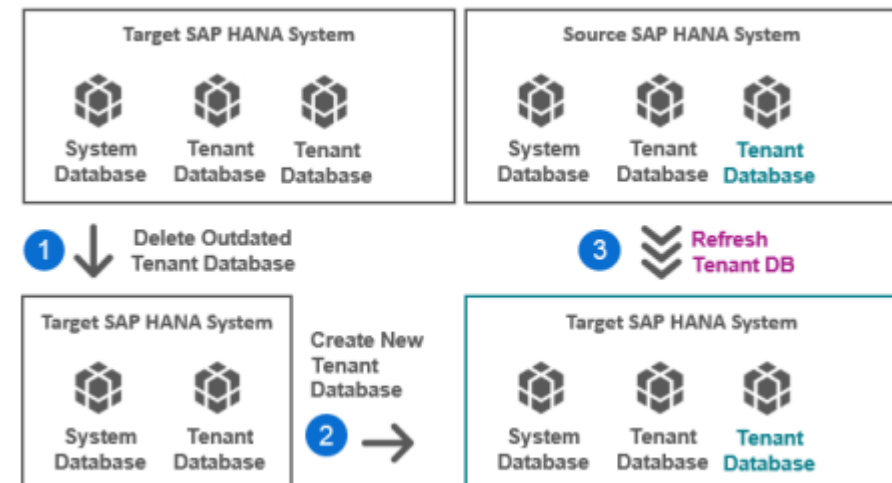 Target SAP HANA System
System
Database
Tenant
Database
Tenant
Database
Source SAP HANA System
System
Database
Tenant
Database
Tenant
Database
1
Delete Outdated
Tenant Database
3
Refresh
Tenant DB
Target SAP HANA System
System
Database
Tenant
Database
Create New
Tenant
Database
2
Target SAP HANA System
System
Database
Tenant
Database
Tenant
Database